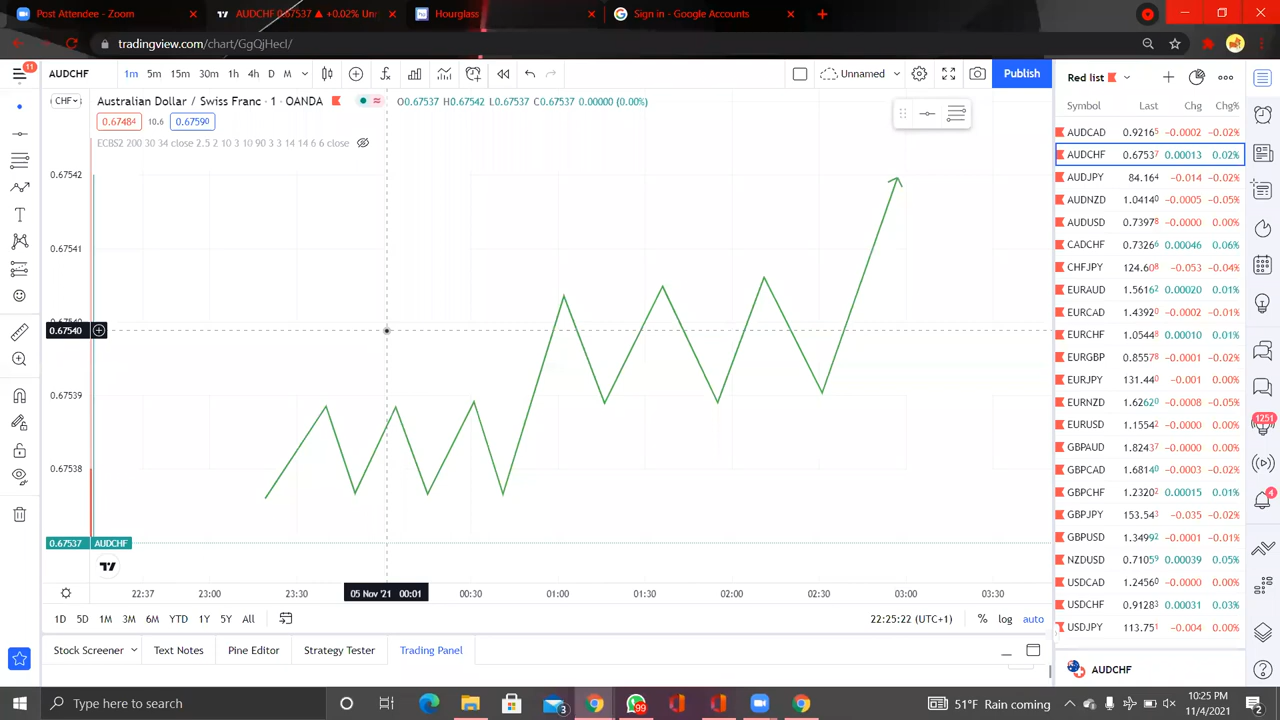 Post Attendee - Zoom
AUDCHF 0.67537 ▲ +0.02% Un
Hourglass
Sign in - Google Accounts
tradingview.com/chart/GgQjHecI/
11
AUDCHF
1m 5m 15m 30m 1h 4h D M
Unnamed
Publish
Red list
CHF
Australian Dollar / Swiss Franc · 1 · OANDA
O0.67537 H0.67542 L0.67537 C0.67537 0.00000 (0.00%)
0.67484 10.6 0.67590
ECBS2 200 30 34 close 2.5 2 10 3 10 90 3 3 14 14 6 6 close
0.67542
0.67541
0.67540
0.67539
0.67538
0.67537 AUDCHF
22:37 23:00 23:30 05 Nov '21 00:01 00:30 01:00 01:30 02:00 02:30 03:00 03:30
1D 5D 1M 3M 6M YTD 1Y 5Y All
22:25:22 (UTC+1) % log auto
Stock Screener Text Notes Pine Editor Strategy Tester Trading Panel
Symbol Last Chg Chg%
AUDCAD 0.92165 −0.0002 −0.02%
AUDCHF 0.67537 0.00013 0.02%
AUDJPY 84.164 −0.014 −0.02%
AUDNZD 1.04140 −0.0005 −0.05%
AUDUSD 0.73978 −0.0000 0.00%
CADCHF 0.73266 0.00046 0.06%
CHFJPY 124.608 −0.053 −0.04%
EURAUD 1.56162 0.00020 0.01%
EURCAD 1.43920 −0.0002 −0.01%
EURCHF 1.05448 0.00010 0.01%
EURGBP 0.85578 −0.0001 −0.02%
EURJPY 131.440 −0.001 0.00%
EURNZD 1.62620 −0.0008 −0.05%
EURUSD 1.15542 −0.0000 0.00%
GBPAUD 1.82437 −0.0000 0.00%
GBPCAD 1.68140 −0.0003 −0.02%
GBPCHF 1.23202 0.00015 0.01%
GBPJPY 153.543 −0.035 −0.02%
GBPUSD 1.34992 −0.0001 −0.01%
NZDUSD 0.71059 0.00039 0.05%
USDCAD 1.24560 −0.0000 0.00%
USDCHF 0.91283 0.00031 0.03%
USDJPY 113.751 −0.004 0.00%
AUDCHF
1251
4
Type here to search
3
99
51°F Raining now
10:25 PM
11/4/2021
2